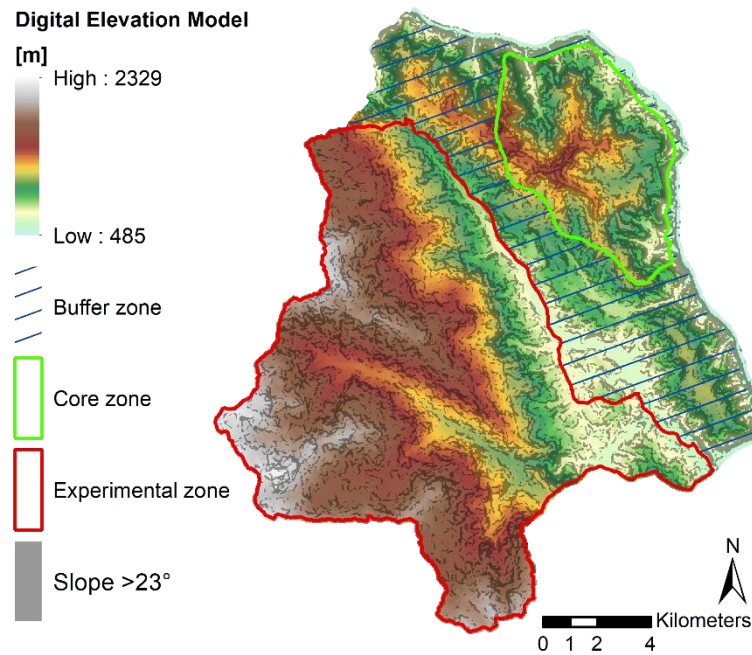 Digital Elevation Model
[m]
High : 2329
Low : 485
Buffer zone
Core zone
Experimental zone
Slope >23°
N
Kilometers
0 1 2 4